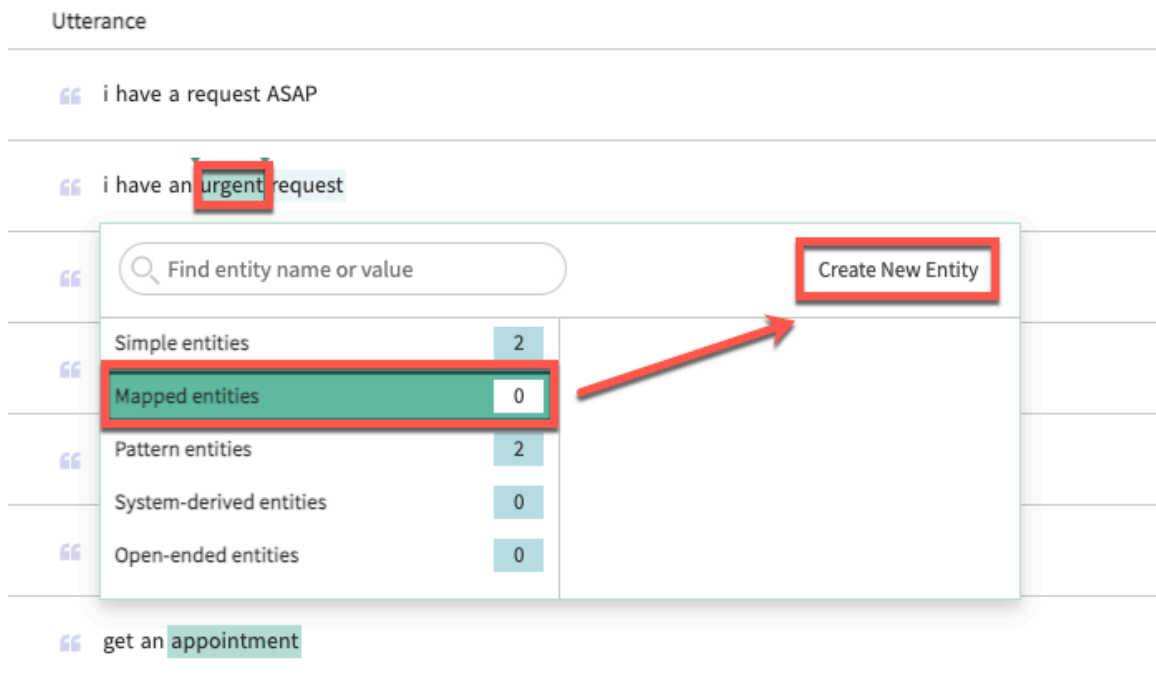 Utterance
i have a request ASAP
i have an urgent request
Find entity name or value
Create New Entity
Simple entities 2
Mapped entities 0
Pattern entities 2
System-derived entities 0
Open-ended entities 0
get an appointment